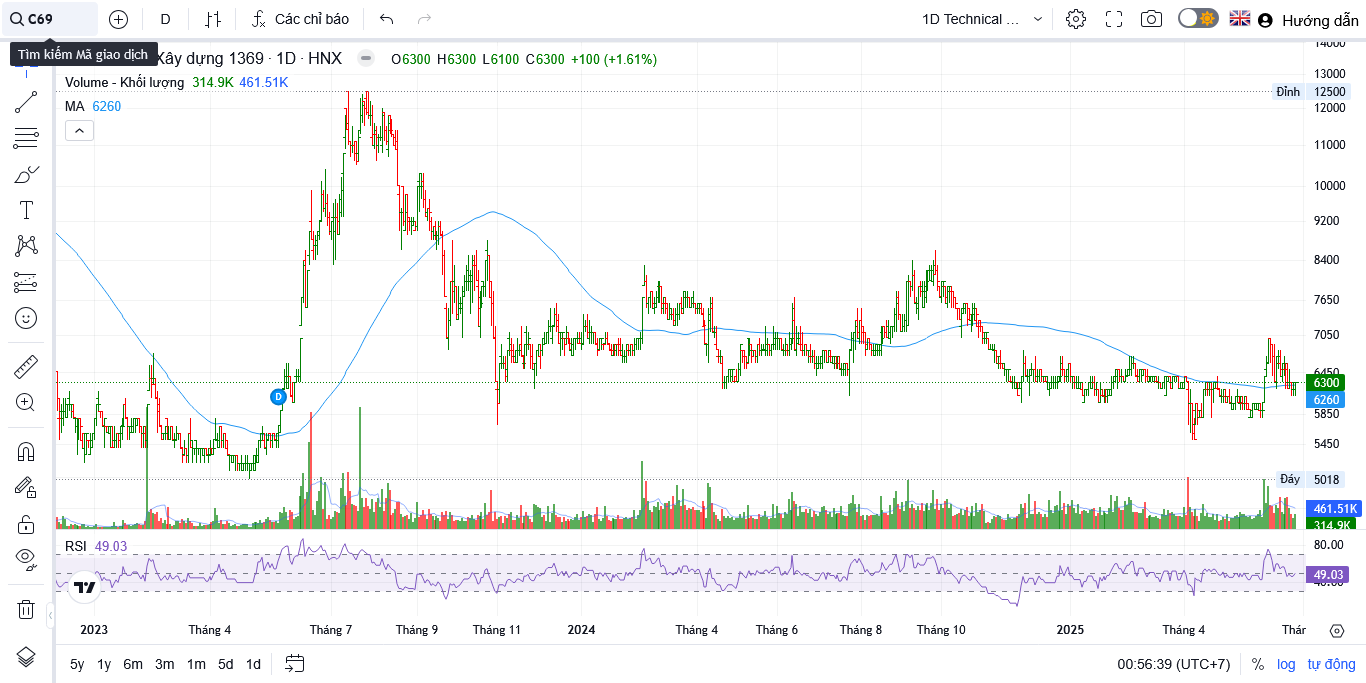 C69
D
Các chỉ báo
1D Technical ...
Hướng dẫn
Tìm kiếm Mã giao dịch
Xây dựng 1369 · 1D · HNX
O6300 H6300 L6100 C6300 +100 (+1.61%)
Volume - Khối lượng 314.9K 461.51K
MA 6260
14000
13000
Đỉnh 12500
12000
11000
10000
9200
8400
7650
7050
6450
6300
6260
5850
5450
Đáy 5018
461.51K
314.9K
D
RSI 49.03
80.00
49.03
40.00
2023 Tháng 4 Tháng 7 Tháng 9 Tháng 11 2024 Tháng 4 Tháng 6 Tháng 8 Tháng 10 2025 Tháng 4 Thár
5y 1y 6m 3m 1m 5d 1d
00:56:39 (UTC+7) % log tự động